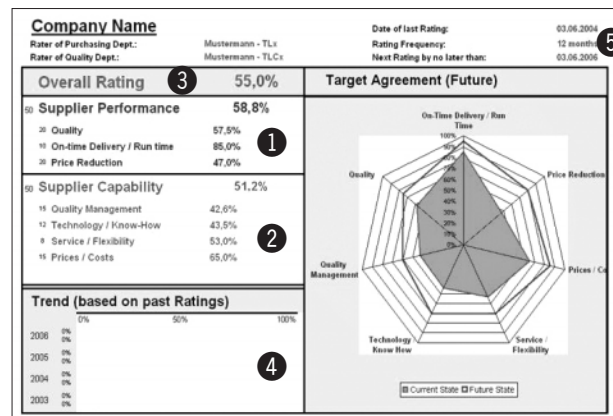 Company Name
Rater of Purchasing Dept.: Mustermann - TLx
Rater of Quality Dept.: Mustermann - TLCx
Date of last Rating: 03.06.2004
Rating Frequency: 12 months
Next Rating by no later than: 03.06.2006
5
Overall Rating 3 55,0%
50 Supplier Performance 58,8%
20 Quality 57,5%
10 On-time Delivery / Run time 85,0%
20 Price Reduction 47,0%
1
50 Supplier Capability 51,2%
15 Quality Management 42,6%
12 Technology / Know-How 43,5%
8 Service / Flexibility 53,0%
15 Prices / Costs 65,0%
2
Trend (based on past Ratings)
0% 50% 100%
2006 0%
0%
2005 0%
0%
2004 0%
0%
2003 0%
0%
4
Target Agreement (Future)
On-Time Delivery / Run
Time
100%
90%
80%
70%
60%
50%
40%
30%
20%
10%
0%
Price Reduction
Prices / Co
Service /
Flexibility
Technology
Know How
Quality
Management
Quality
Current State Future State